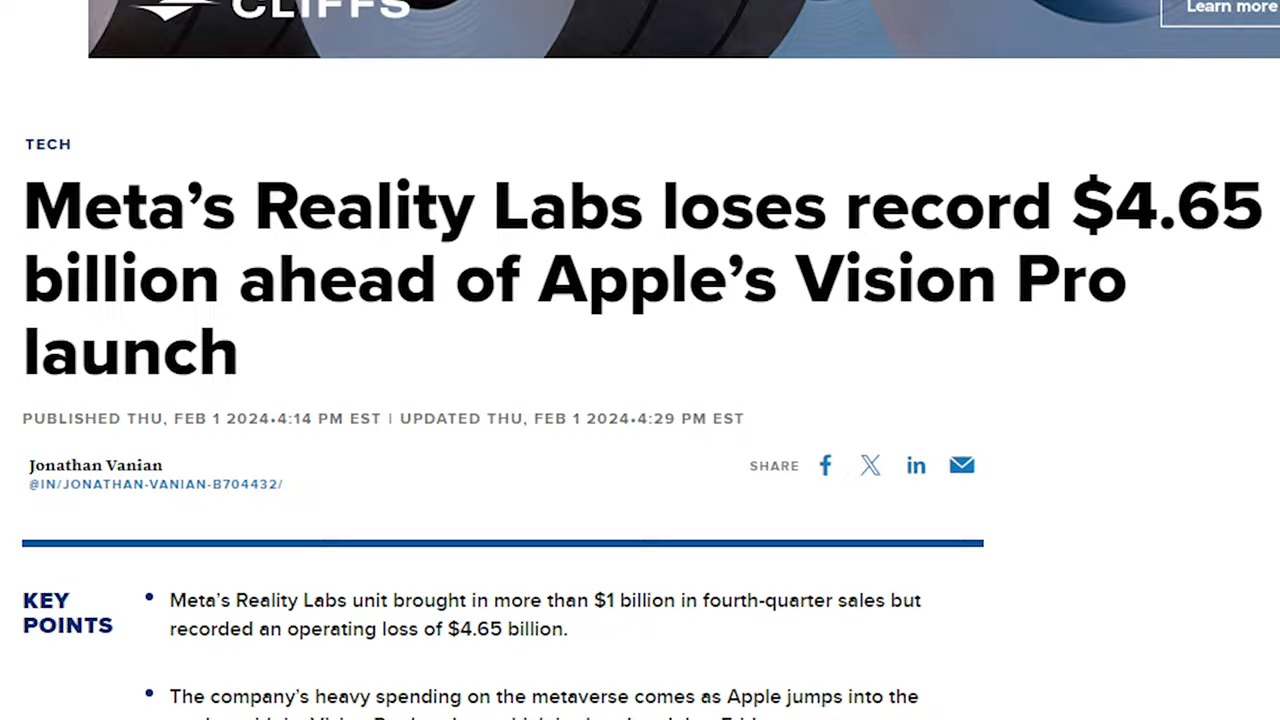 CLIFFS
Learn more
TECH
Meta’s Reality Labs loses record $4.65
billion ahead of Apple’s Vision Pro
launch
PUBLISHED THU, FEB 1 2024•4:14 PM EST | UPDATED THU, FEB 1 2024•4:29 PM EST
Jonathan Vanian
@IN/JONATHAN-VANIAN-B704432/
SHARE
KEY
POINTS
• Meta’s Reality Labs unit brought in more than $1 billion in fourth-quarter sales but
recorded an operating loss of $4.65 billion.
• The company’s heavy spending on the metaverse comes as Apple jumps into the